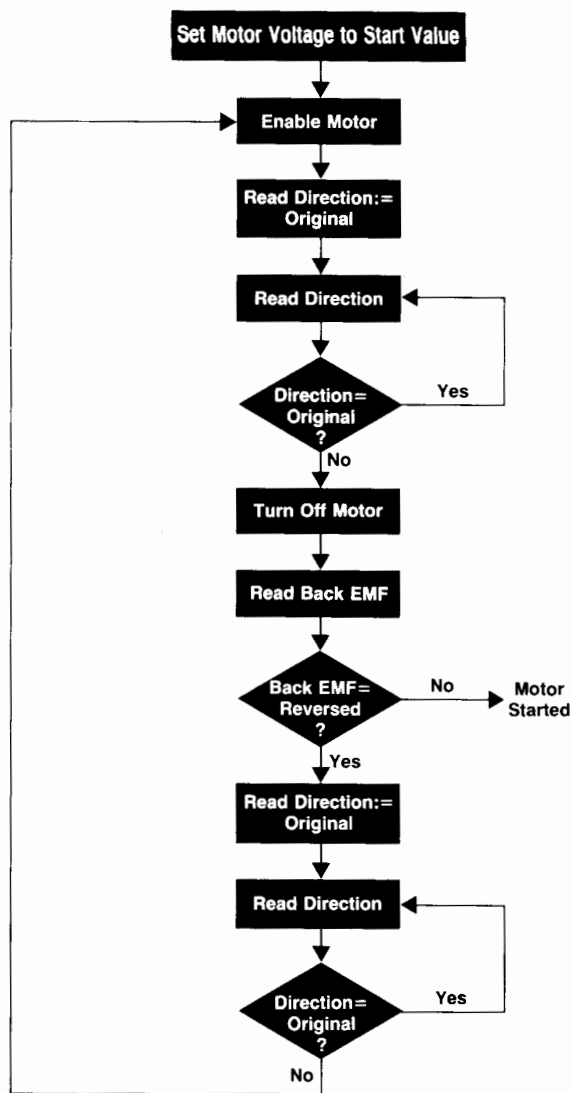 Set Motor Voltage to Start Value
Enable Motor
Read Direction:=
Original
Read Direction
Direction=
Original
?
Yes
No
Turn Off Motor
Read Back EMF
Back EMF=
Reversed
?
No
Motor
Started
Yes
Read Direction:=
Original
Read Direction
Direction=
Original
?
Yes
No